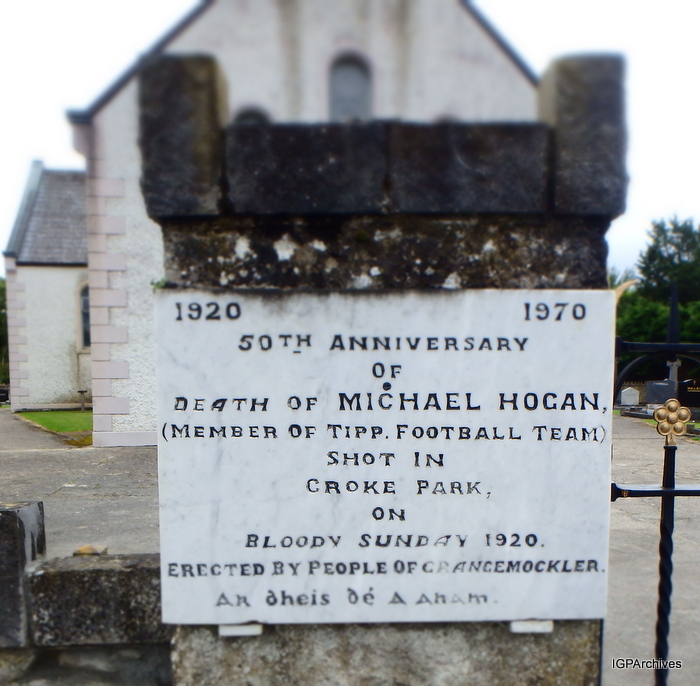 1920 1970
50TH ANNIVERSARY
OF
DEATH OF MICHAEL HOGAN,
(MEMBER OF TIPP. FOOTBALL TEAM)
SHOT IN
CROKE PARK,
ON
BLOODY SUNDAY 1920.
ERECTED BY PEOPLE OF GRANGEMOCKLER.
Ar dheis dé A Anam.
IGPArchives